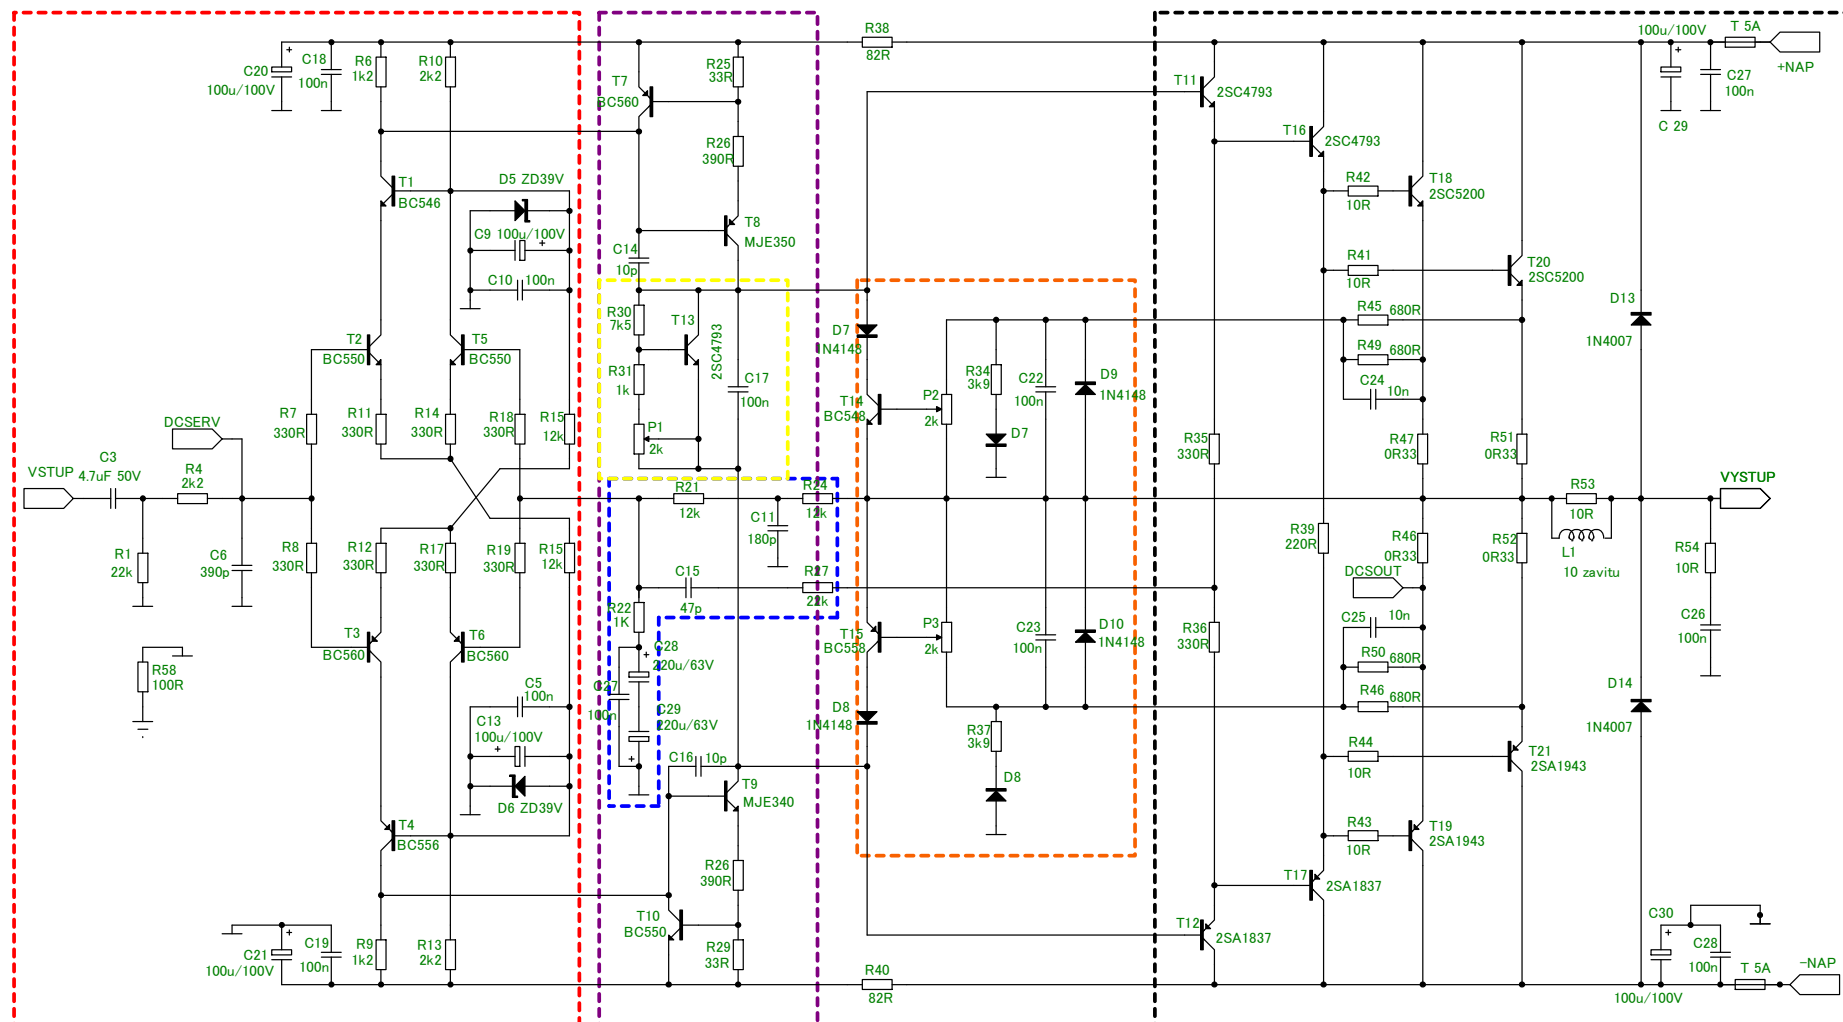 R38
82R
100u/100V
T 5A
+NAP
C27
100n
C 29
C20
100u/100V
C18
100n
R6
1k2
R10
2k2
T7
BC560
R25
33R
T11
2SC4793
R26
390R
T16
2SC4793
T1
BC546
D5 ZD39V
C9 100u/100V
C10 100n
T8
MJE350
C14
10p
R42
10R
T18
2SC5200
R41
10R
T20
2SC5200
R30
7k5
T13
2SC4793
R31
1k
P1
2k
C17
100n
D7
1N4148
R45 680R
R49 680R
C24 10n
D13
1N4007
T2
BC550
T5
BC550
R34
3k9
C22
100n
D9
1N4148
T14
BC548
P2
2k
D7
R7
330R
R11
330R
R14
330R
R18
330R
R15
12k
DCSERV
VSTUP
C3
4.7uF 50V
R4
2k2
R35
330R
R47
0R33
R51
0R33
R21
12k
R24
12k
C11
180p
R53
10R
L1
10 zavitu
VYSTUP
R1
22k
C6
390p
R8
330R
R12
330R
R17
330R
R19
330R
R15
12k
R39
220R
R46
0R33
R52
0R33
R54
10R
DCSOUT
C15
47p
R27
22k
R22
1K
C25 10n
C26
100n
T3
BC560
T6
BC560
T15
BC558
P3
2k
C23
100n
D10
1N4148
R36
330R
R50 680R
R46 680R
R58
100R
C28
220u/63V
C27
100n
C29
220u/63V
C5
100n
C13
100u/100V
D6 ZD39V
D8
1N4148
R37
3k9
D8
D14
1N4007
C16 10p
T9
MJE340
R44
10R
T21
2SA1943
T4
BC556
R43
10R
T19
2SA1943
R26
390R
T17
2SA1837
T10
BC550
T12
2SA1837
C21
100u/100V
C19
100n
R9
1k2
R13
2k2
R29
33R
R40
82R
C30
100u/100V
C28
100n
T 5A
-NAP